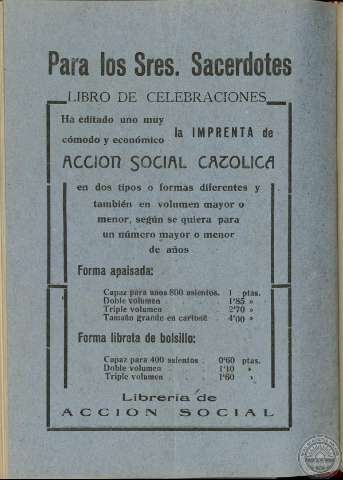 Para los Sres. Sacerdotes
LIBRO DE CELEBRACIONES
Ha editado uno muy
cómodo y económico
la IMPRENTA de
ACCION SOCIAL CATOLICA
en dos tipos o formas diferentes y
también en volumen mayor o
menor, según se quiera para
un número mayor o menor
de años
Forma apaisada:
Capaz para unos 800 asientos. 1 ptas.
Doble volumen . . . 1'85 »
Triple volumen . . . 2'70 »
Tamaño grande en cartoné . 4'00 »
Forma libreta de bolsillo:
Capaz para 400 asientos . 0'60 ptas.
Doble volumen . . . 1'10 »
Triple volumen . . . 1'60 »
Librería de
ACCION SOCIAL